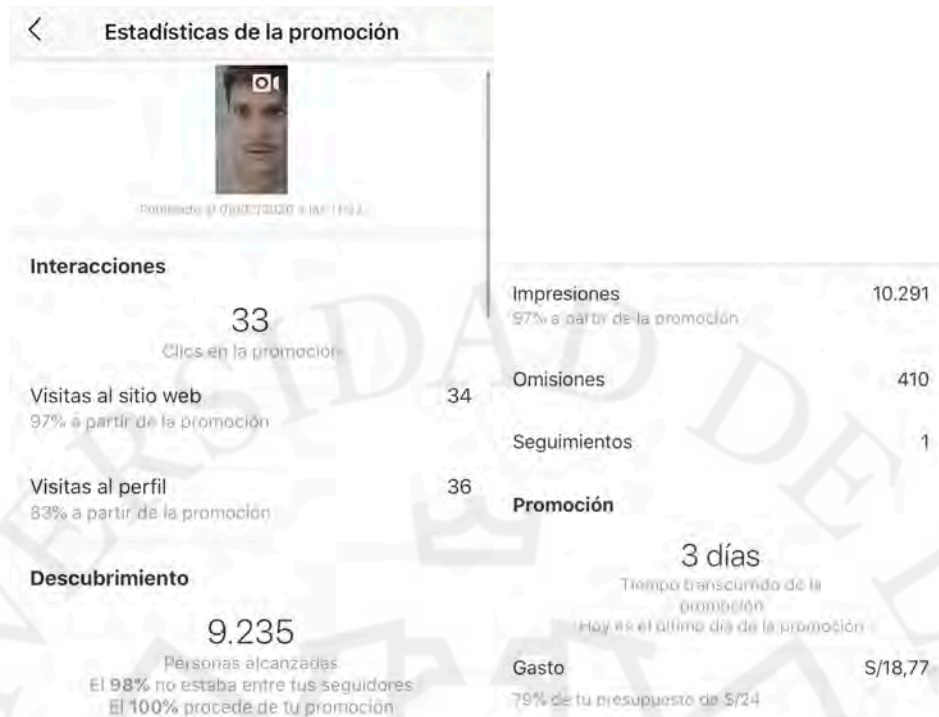 Estadísticas de la promoción
Interacciones
33
Clics en la promoción
Visitas al sitio web 34
97% a partir de la promoción
Visitas al perfil 36
83% a partir de la promoción
Descubrimiento
9.235
Personas alcanzadas
El 98% no estaba entre tus seguidores
El 100% procede de tu promoción
Impresiones 10.291
97% a partir de la promoción
Omisiones 410
Seguimientos 1
Promoción
3 días
Tiempo transcurrido de la
promoción
Hoy es el último día de la promoción
Gasto S/18,77
79% de tu presupuesto de S/24